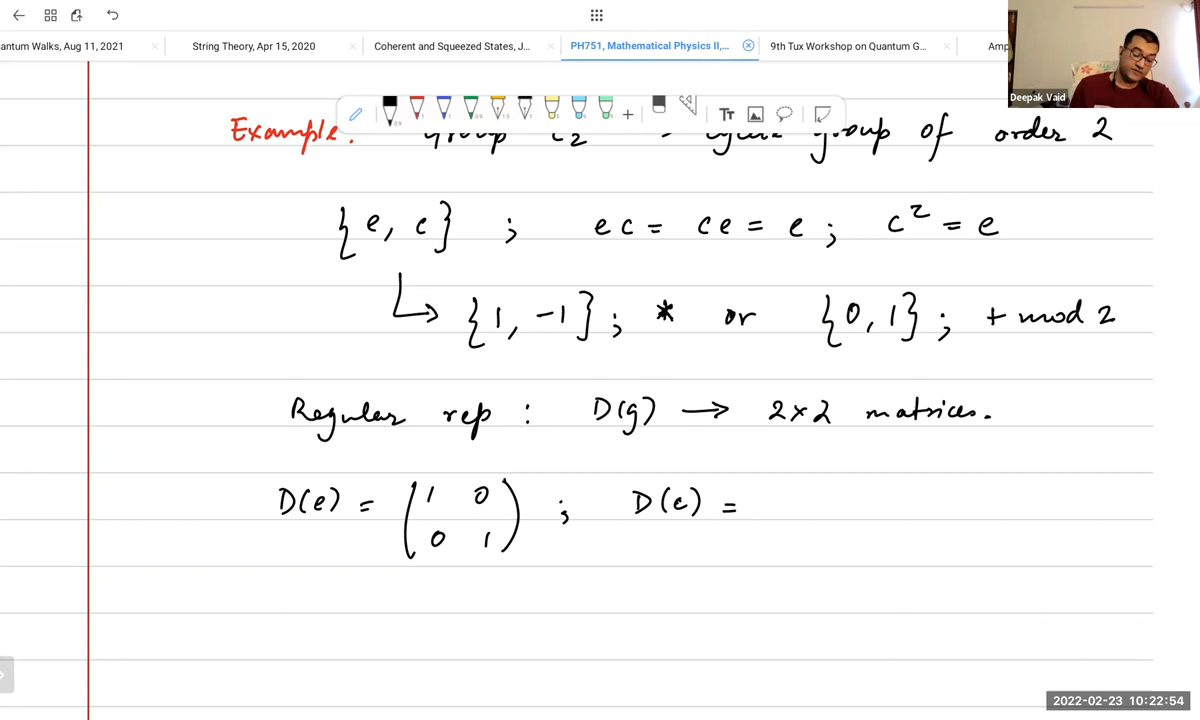 antum Walks, Aug 11, 2021 String Theory, Apr 15, 2020 Coherent and Squeezed States, J... PH751, Mathematical Physics II,... 9th Tux Workshop on Quantum G... Amp
Deepak Vaid
Example: group C2 group of order 2
{e, c} ; ec = ce = e ; c² = e
↳ {1, -1} ; * or {0, 1} ; + mod 2
Regular rep : D(g) → 2×2 matrices.
D(e) = (1 0
0 1) ; D(c) =
2022-02-23 10:22:54